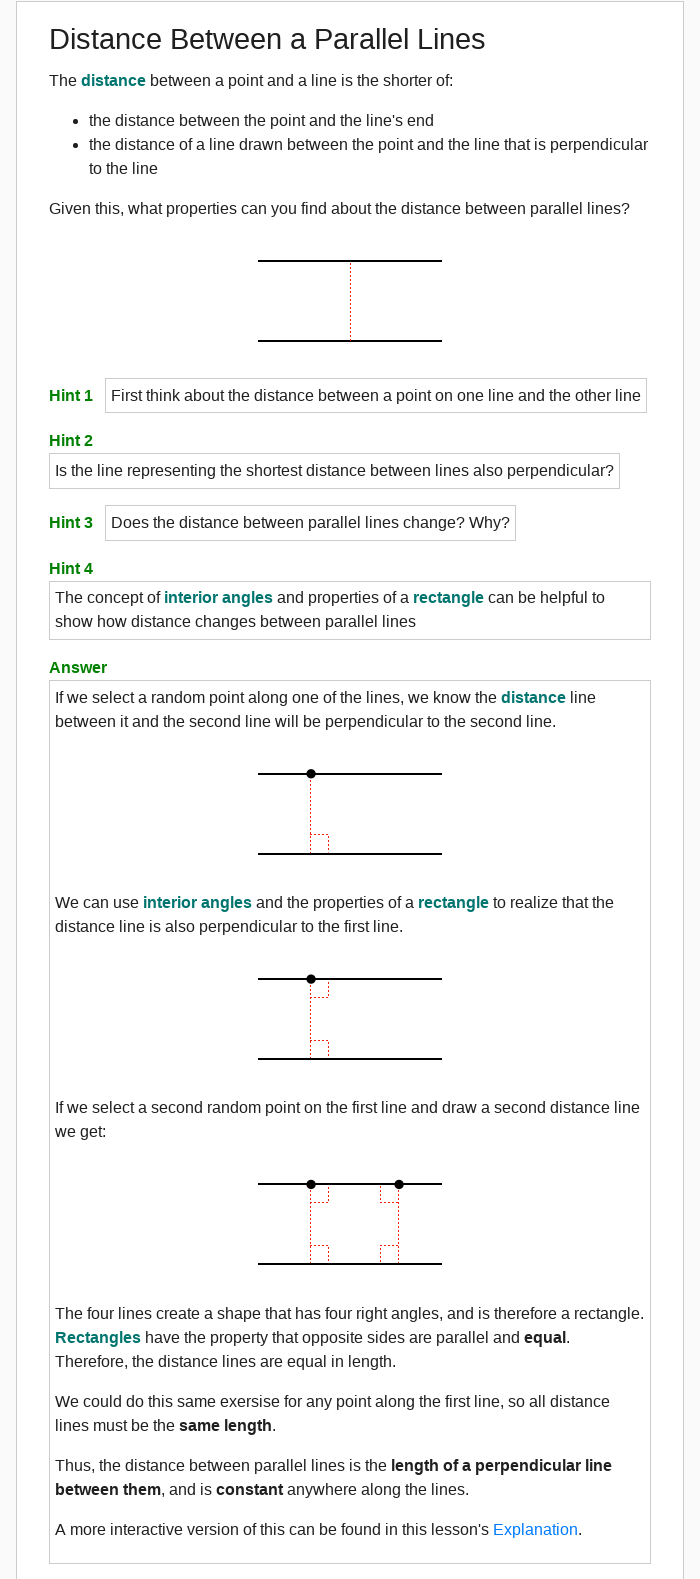 Distance Between a Parallel Lines
The distance between a point and a line is the shorter of:
the distance between the point and the line's end
the distance of a line drawn between the point and the line that is perpendicular
to the line
Given this, what properties can you find about the distance between parallel lines?
Hint 1 First think about the distance between a point on one line and the other line
Hint 2
Is the line representing the shortest distance between lines also perpendicular?
Hint 3 Does the distance between parallel lines change? Why?
Hint 4
The concept of interior angles and properties of a rectangle can be helpful to
show how distance changes between parallel lines
Answer
If we select a random point along one of the lines, we know the distance line
between it and the second line will be perpendicular to the second line.
We can use interior angles and the properties of a rectangle to realize that the
distance line is also perpendicular to the first line.
If we select a second random point on the first line and draw a second distance line
we get:
The four lines create a shape that has four right angles, and is therefore a rectangle.
Rectangles have the property that opposite sides are parallel and equal.
Therefore, the distance lines are equal in length.
We could do this same exersise for any point along the first line, so all distance
lines must be the same length.
Thus, the distance between parallel lines is the length of a perpendicular line
between them, and is constant anywhere along the lines.
A more interactive version of this can be found in this lesson's Explanation.